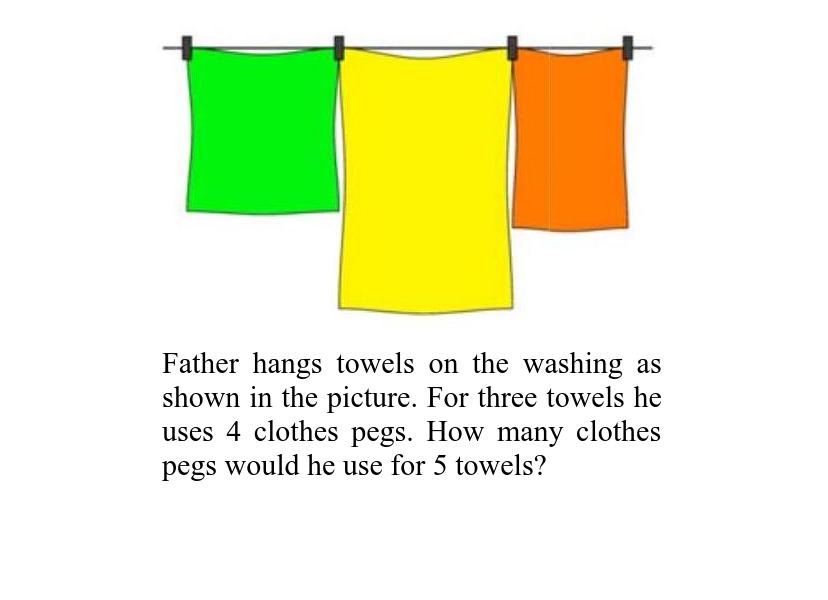 Father hangs towels on the washing as
shown in the picture. For three towels he
uses 4 clothes pegs. How many clothes
pegs would he use for 5 towels?